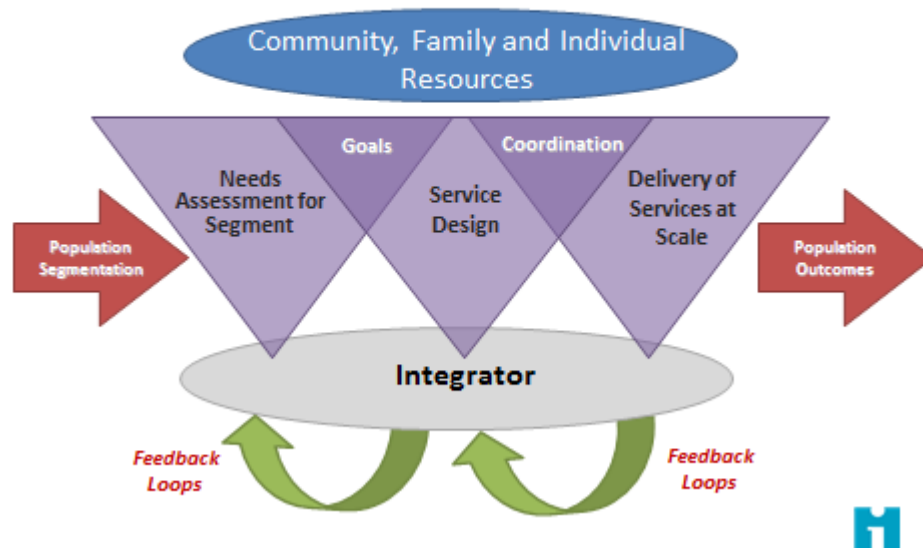 Community, Family and Individual
Resources
Goals
Coordination
Needs
Assessment for
Segment
Service
Design
Delivery of
Services at
Scale
Population
Segmentation
Population
Outcomes
Integrator
Feedback
Loops
Feedback
Loops